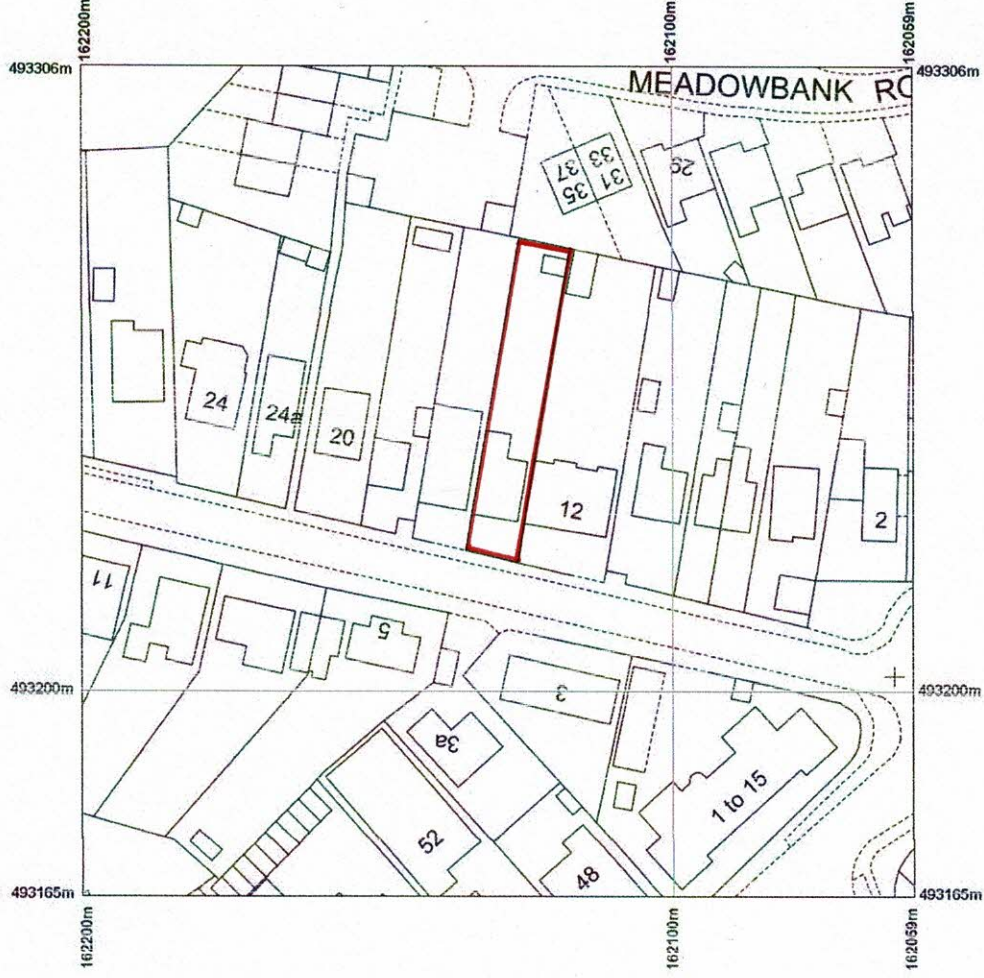 162200m
162100m
162059m
493306m
493306m
MEADOWBANK RO
33
37
31
35
29
24
24a
20
12
2
11
5
493200m
493200m
3
3a
1 to 15
52
48
493165m
493165m
162200m
162100m
162059m